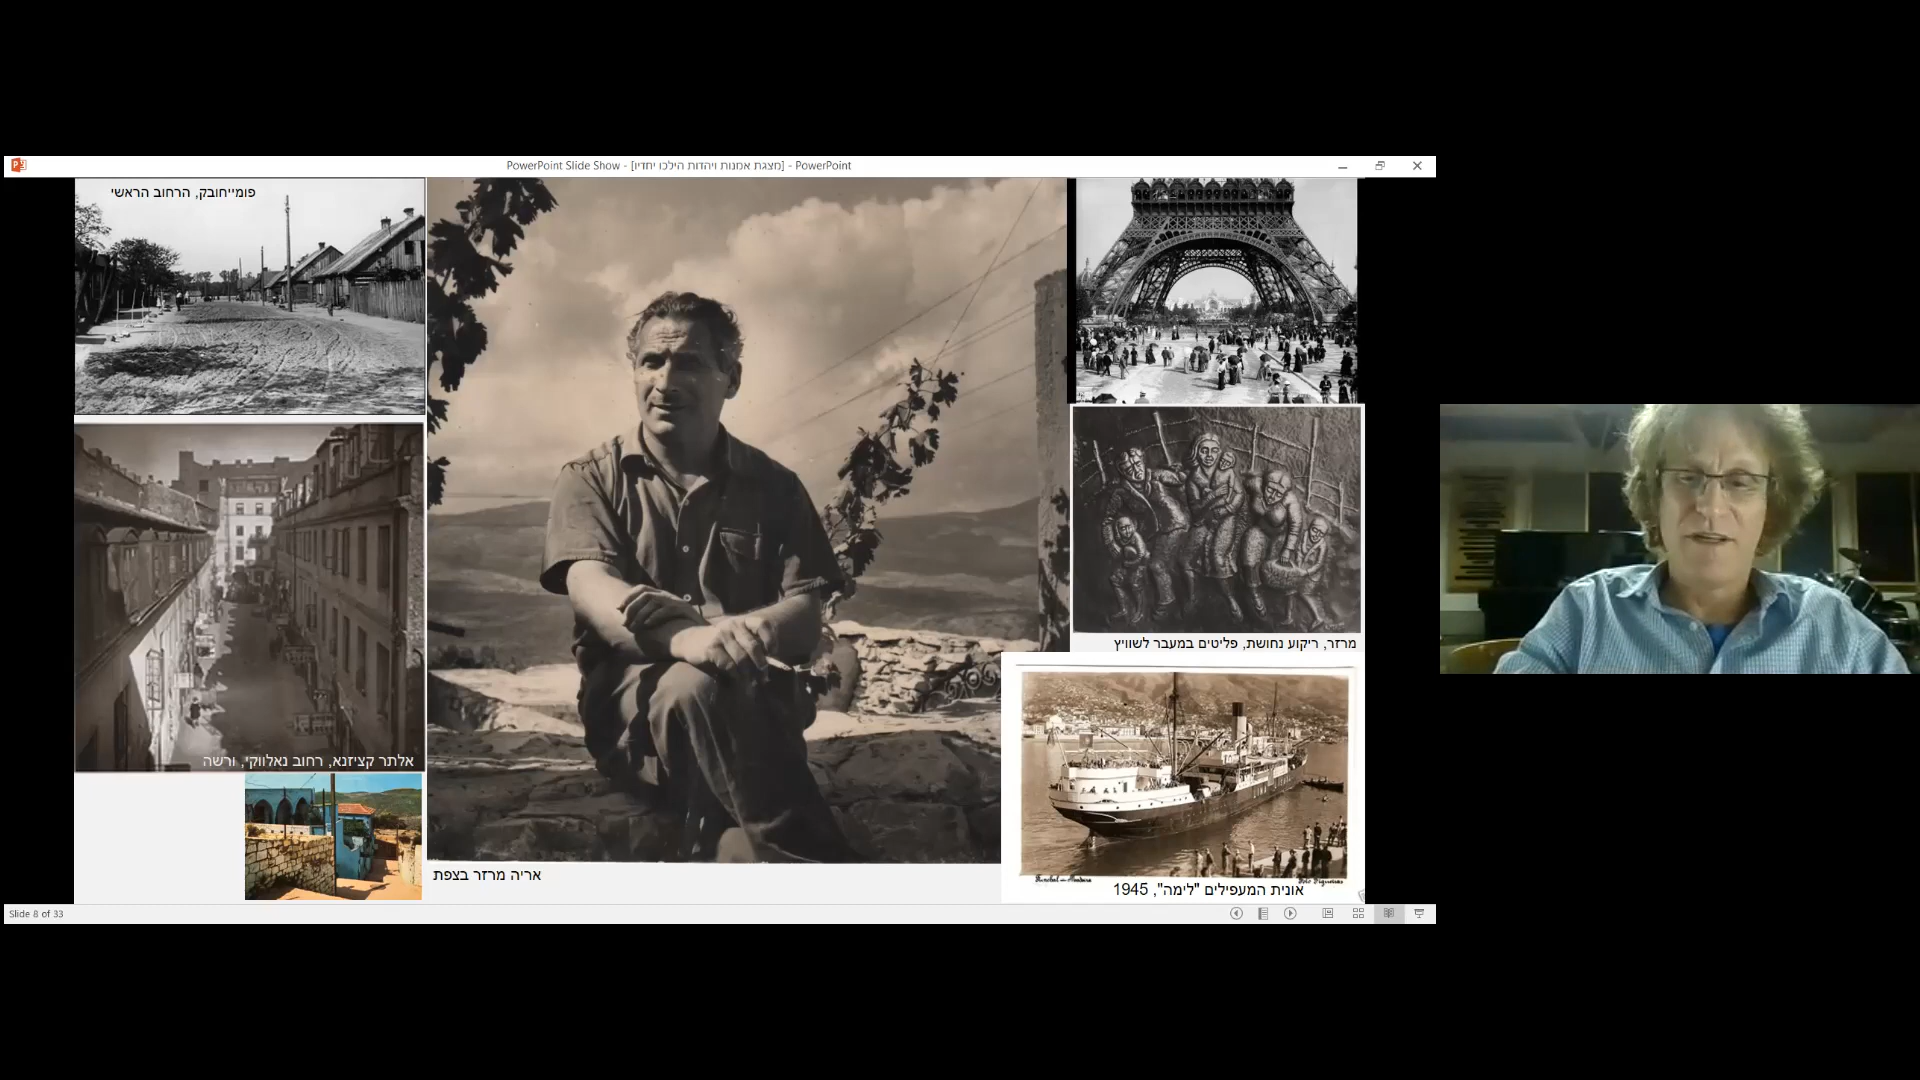 PowerPoint Slide Show - [מצגת אמנות ויהדות הילכו יחדיו] - PowerPoint
פומייחובק, הרחוב הראשי
מרזר, ריקוע נחושת, פליטים במעבר לשוויץ
אלתר קציזנא, רחוב נאלווקי, ורשה
אריה מרזר בצפת
אונית המעפילים "לימה", 1945
Slide 8 of 33